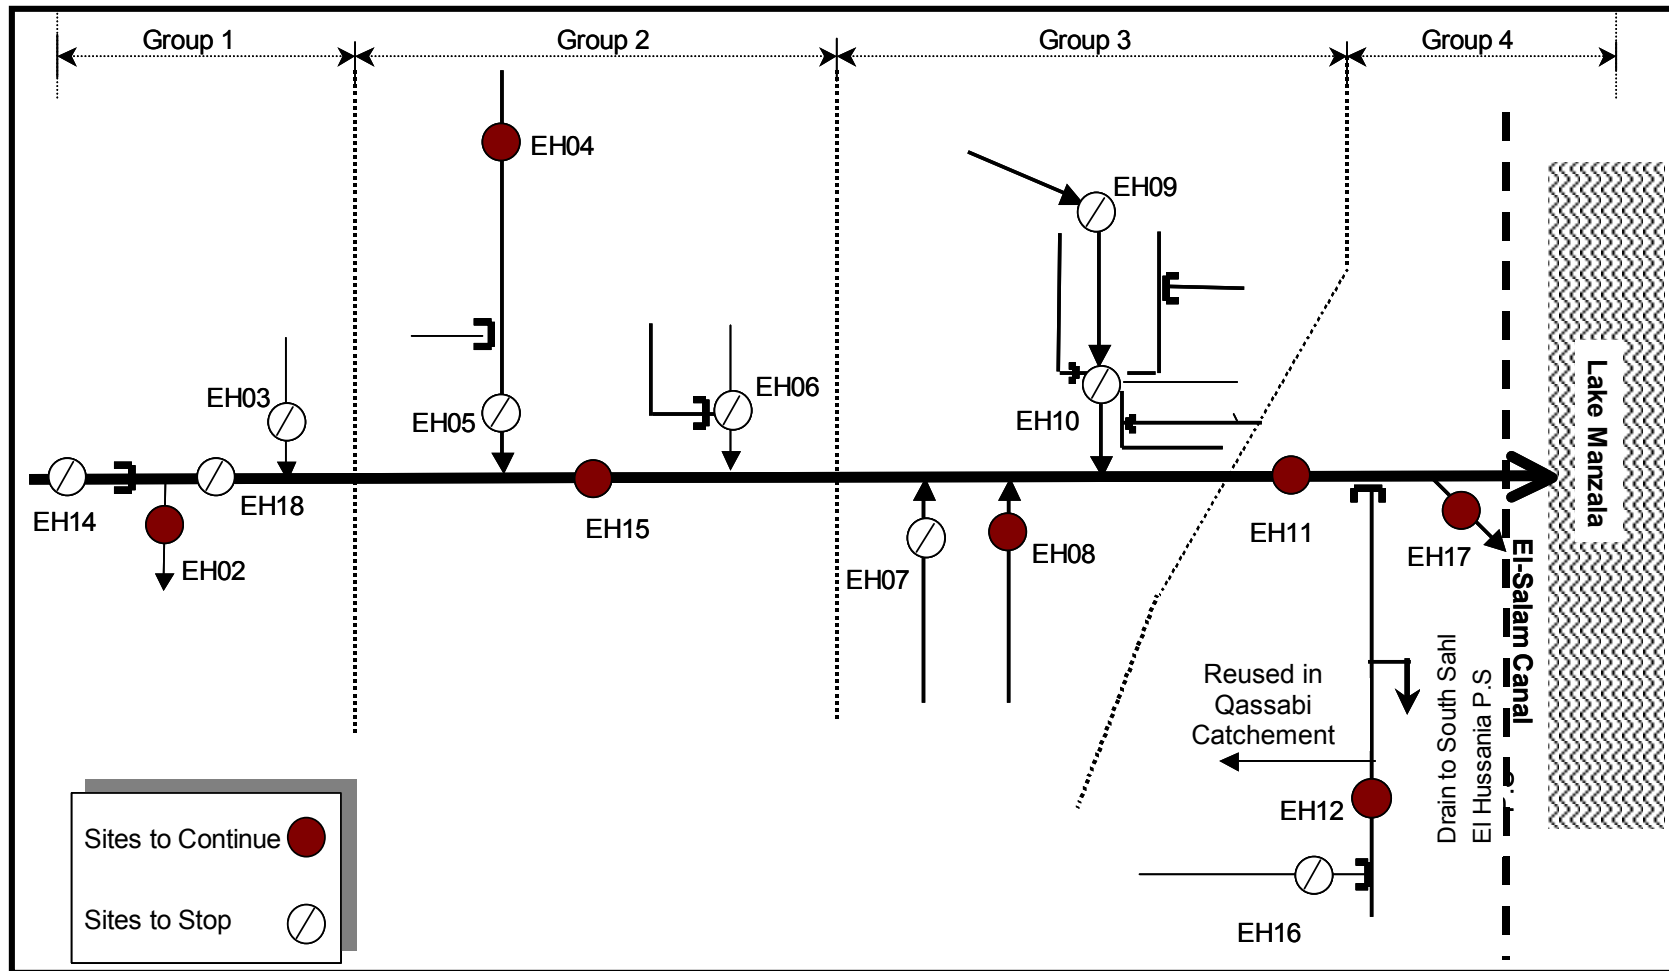 Group 1
Group 2
Group 3
Group 4
EH04
EH09
EH03
EH05
EH06
EH10
EH14
EH18
EH02
EH15
EH07
EH08
EH11
EH17
Lake Manzala
El-Salam Canal
Drain to South Sahl
El Hussania P.S
Reused in
Qassabi
Catchement
EH12
EH16
Sites to Continue
Sites to Stop